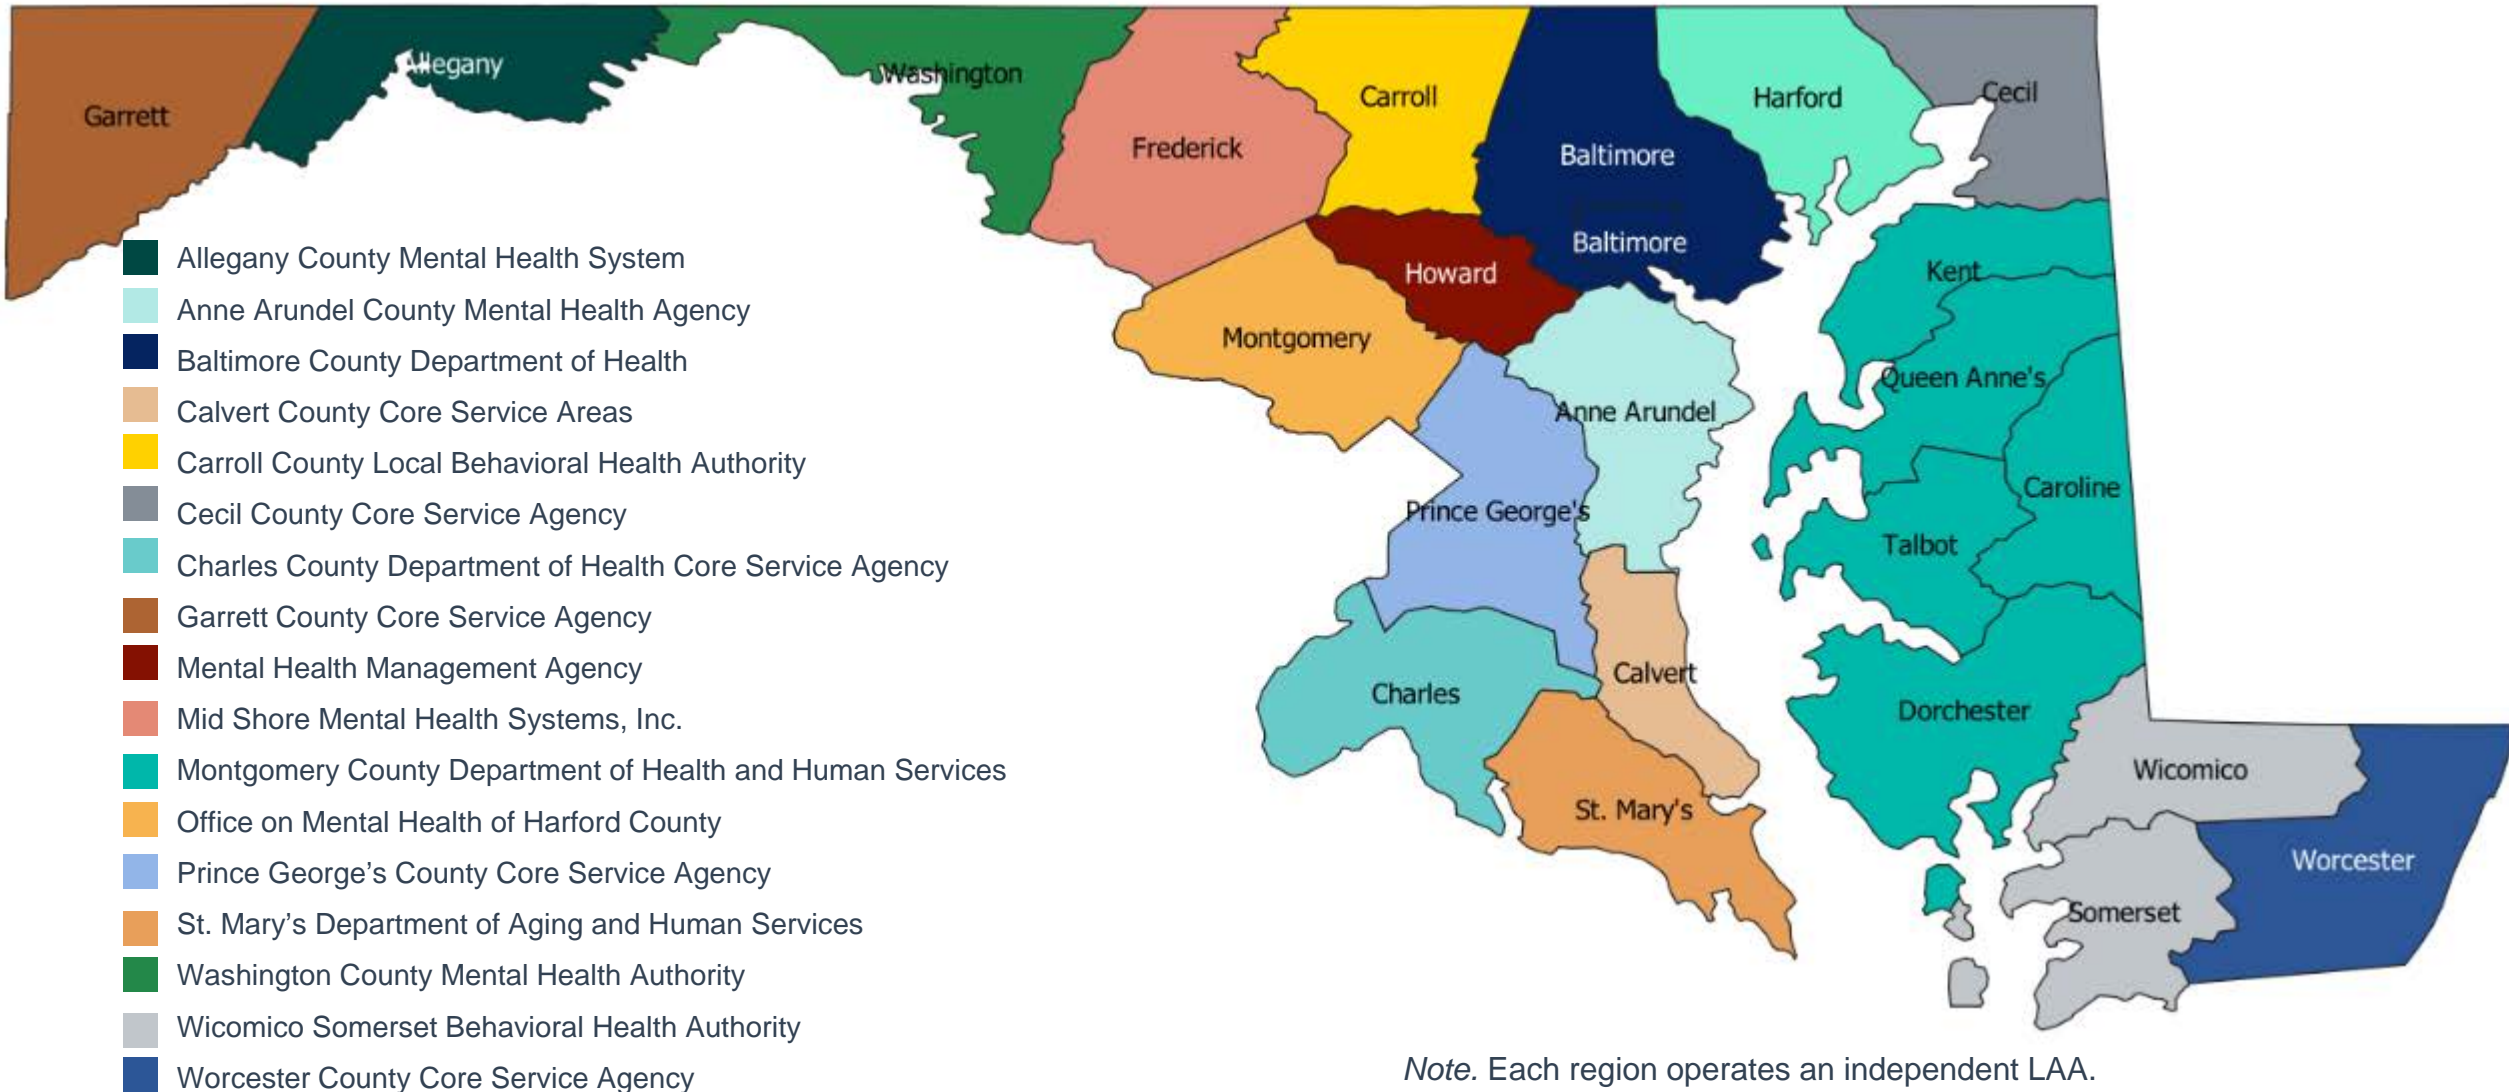 Allegany
Washington
Garrett
Frederick
Carroll
Baltimore
Harford
Cecil
Baltimore
Howard
Kent
Montgomery
Queen Anne's
Anne Arundel
Prince George's
Caroline
Talbot
Charles
Calvert
Dorchester
St. Mary's
Wicomico
Worcester
Somerset
Allegany County Mental Health System
Anne Arundel County Mental Health Agency
Baltimore County Department of Health
Calvert County Core Service Areas
Carroll County Local Behavioral Health Authority
Cecil County Core Service Agency
Charles County Department of Health Core Service Agency
Garrett County Core Service Agency
Mental Health Management Agency
Mid Shore Mental Health Systems, Inc.
Montgomery County Department of Health and Human Services
Office on Mental Health of Harford County
Prince George’s County Core Service Agency
St. Mary’s Department of Aging and Human Services
Washington County Mental Health Authority
Wicomico Somerset Behavioral Health Authority
Worcester County Core Service Agency
Note. Each region operates an independent LAA.